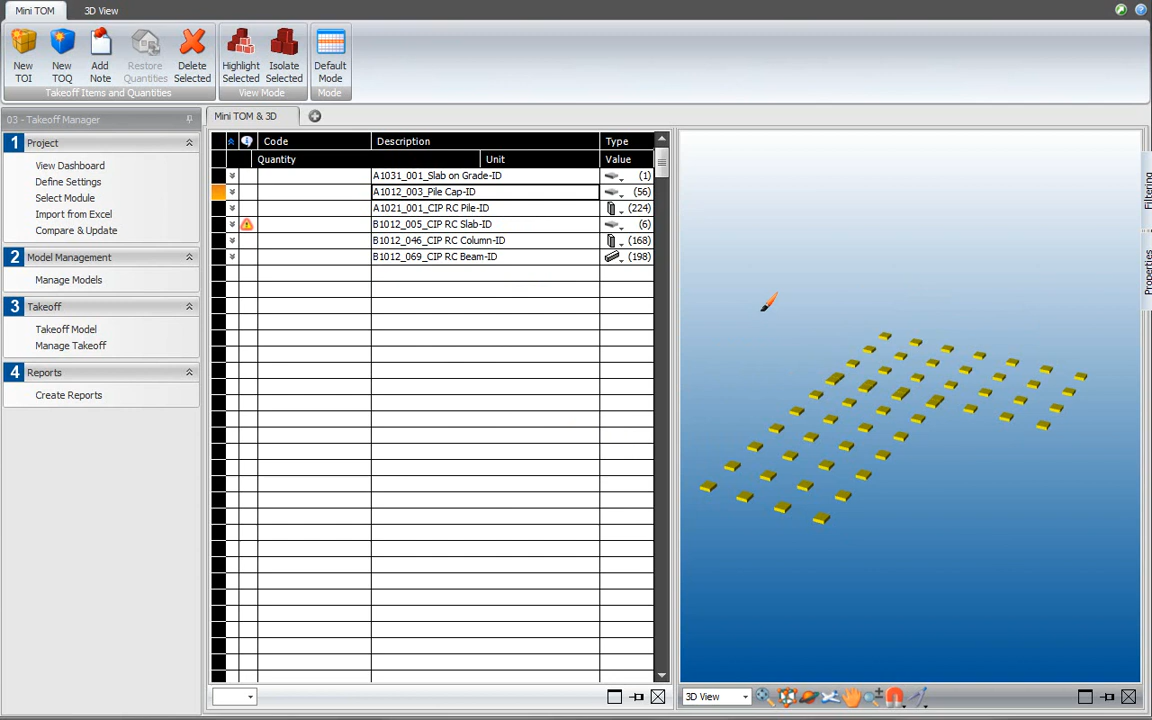 Mini TOM 3D View
New TOI
New TOQ
Add Note
Restore Quantities
Delete Selected
Highlight Selected
Isolate Selected
Default Mode
Takeoff Items and Quantities View Mode Mode
03 - Takeoff Manager
1 Project
View Dashboard
Define Settings
Select Module
Import from Excel
Compare & Update
2 Model Management
Manage Models
3 Takeoff
Takeoff Model
Manage Takeoff
4 Reports
Create Reports
Mini TOM & 3D
Code Description Type
Quantity Unit Value
A1031_001_Slab on Grade-ID (1)
A1012_003_Pile Cap-ID (56)
A1021_001_CIP RC Pile-ID (224)
B1012_005_CIP RC Slab-ID (6)
B1012_046_CIP RC Column-ID (168)
B1012_069_CIP RC Beam-ID (198)
3D View
Filtering
Properties